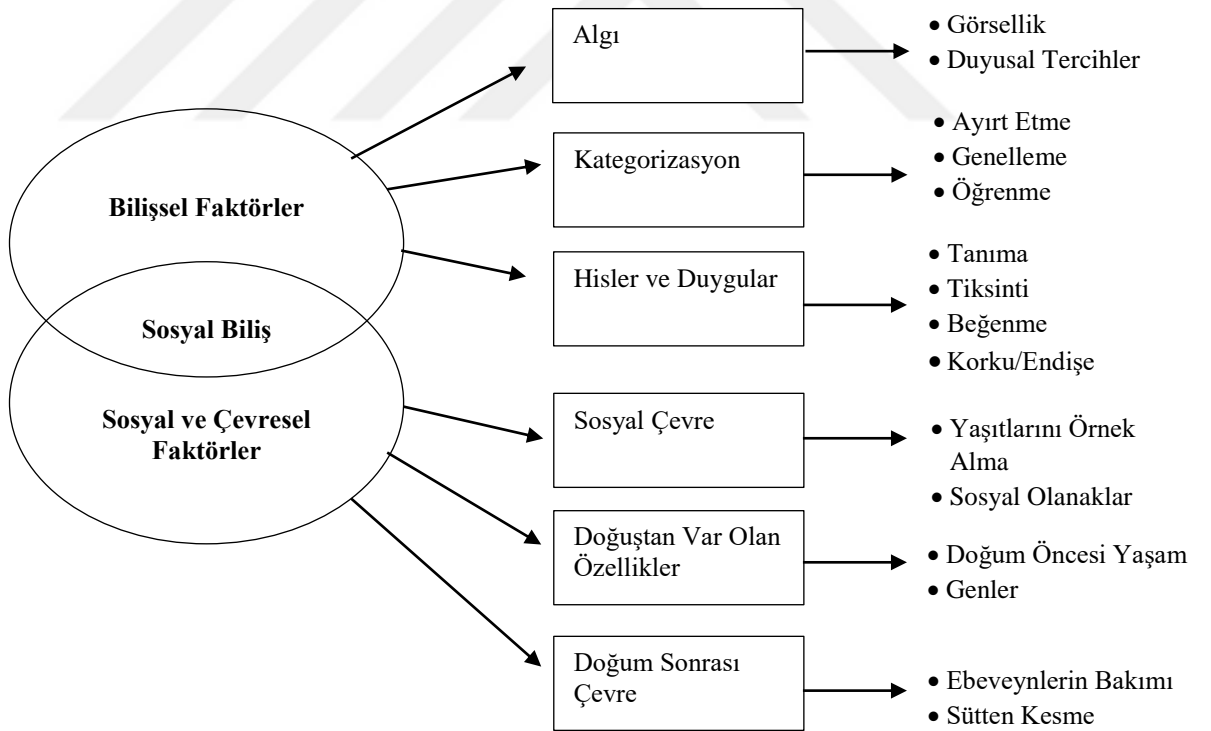 Bilişsel Faktörler
Sosyal Biliş
Sosyal ve Çevresel
Faktörler
Algı
• Görsellik
• Duyusal Tercihler
Kategorizasyon
• Ayırt Etme
• Genelleme
• Öğrenme
Hisler ve Duygular
• Tanıma
• Tiksinti
• Beğenme
• Korku/Endişe
Sosyal Çevre
• Yaşıtlarını Örnek
Alma
• Sosyal Olanaklar
Doğuştan Var Olan
Özellikler
• Doğum Öncesi Yaşam
• Genler
Doğum Sonrası
Çevre
• Ebeveynlerin Bakımı
• Sütten Kesme